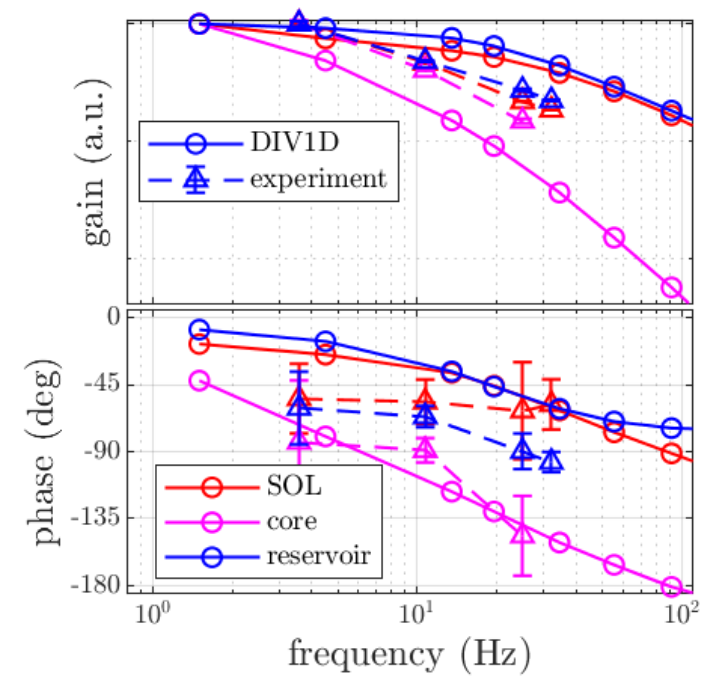 gain (a.u.)
DIV1D
experiment
0
-45
-90
-135
-180
phase (deg)
SOL
core
reservoir
10^0
10^1
10^2
frequency (Hz)